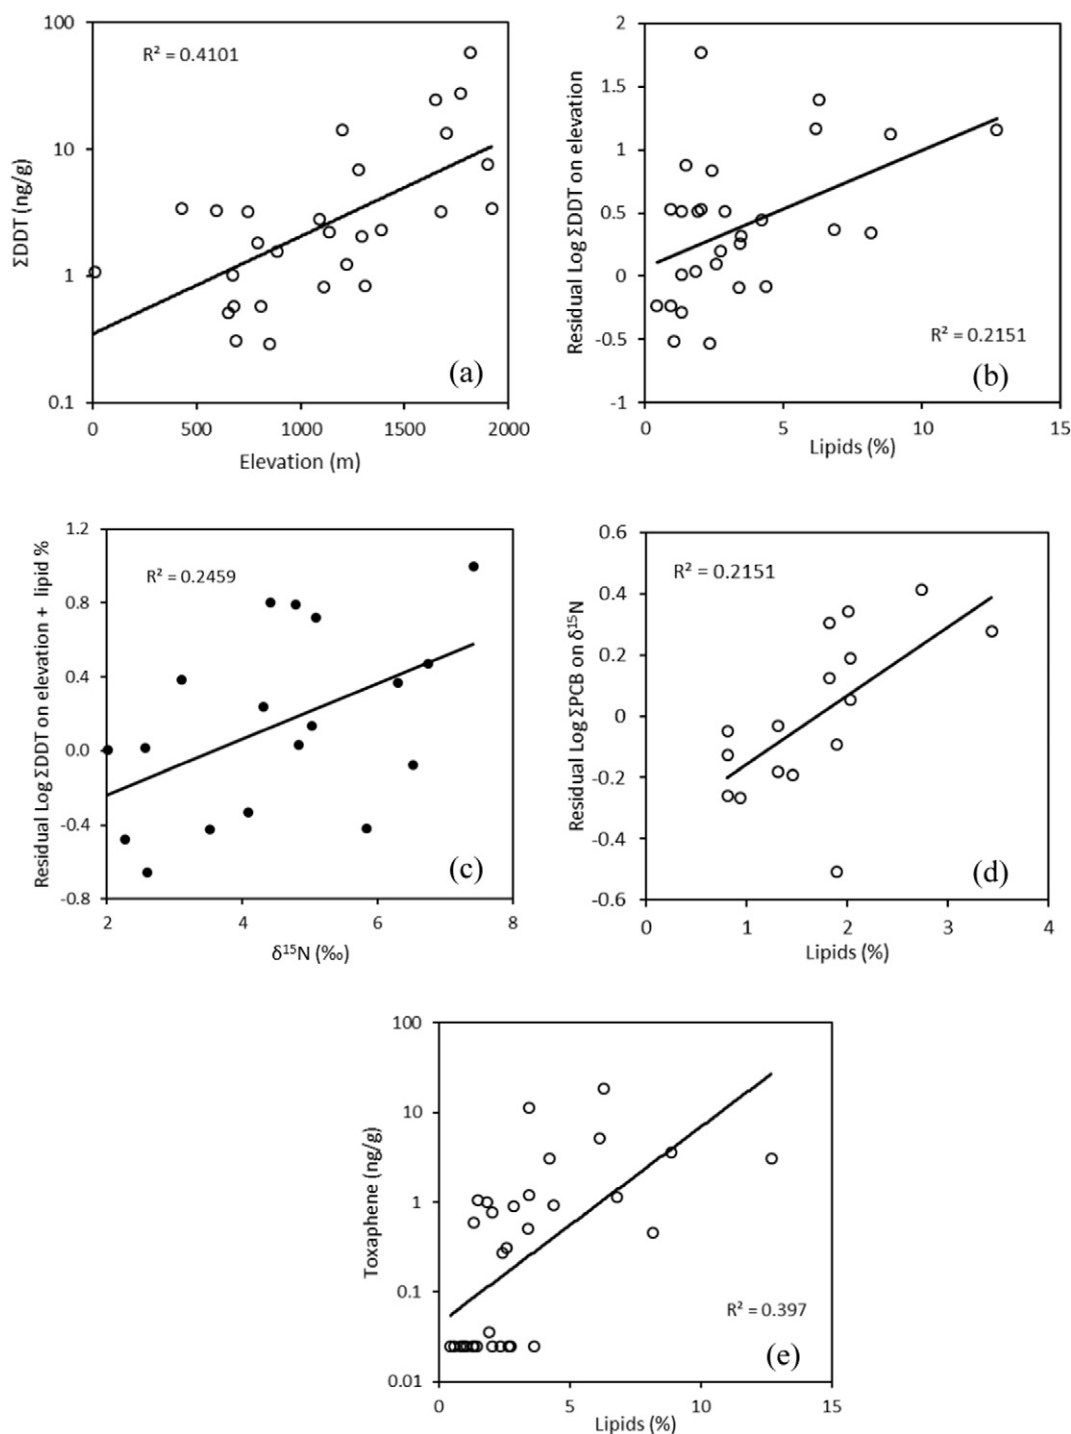 100
10
1
0.1
ΣDDT (ng/g)
R² = 0.4101
(a)
0 500 1000 1500 2000
Elevation (m)
2
1.5
1
0.5
0
-0.5
-1
Residual Log ΣDDT on elevation
R² = 0.2151
(b)
0 5 10 15
Lipids (%)
1.2
0.8
0.4
0.0
-0.4
-0.8
Residual Log ΣDDT on elevation + lipid %
R² = 0.2459
(c)
2 4 6 8
δ¹⁵N (‰)
0.6
0.4
0.2
0
-0.2
-0.4
-0.6
Residual Log ΣPCB on δ¹⁵N
R² = 0.2151
(d)
0 1 2 3 4
Lipids (%)
100
10
1
0.1
0.01
Toxaphene (ng/g)
R² = 0.397
(e)
0 5 10 15
Lipids (%)